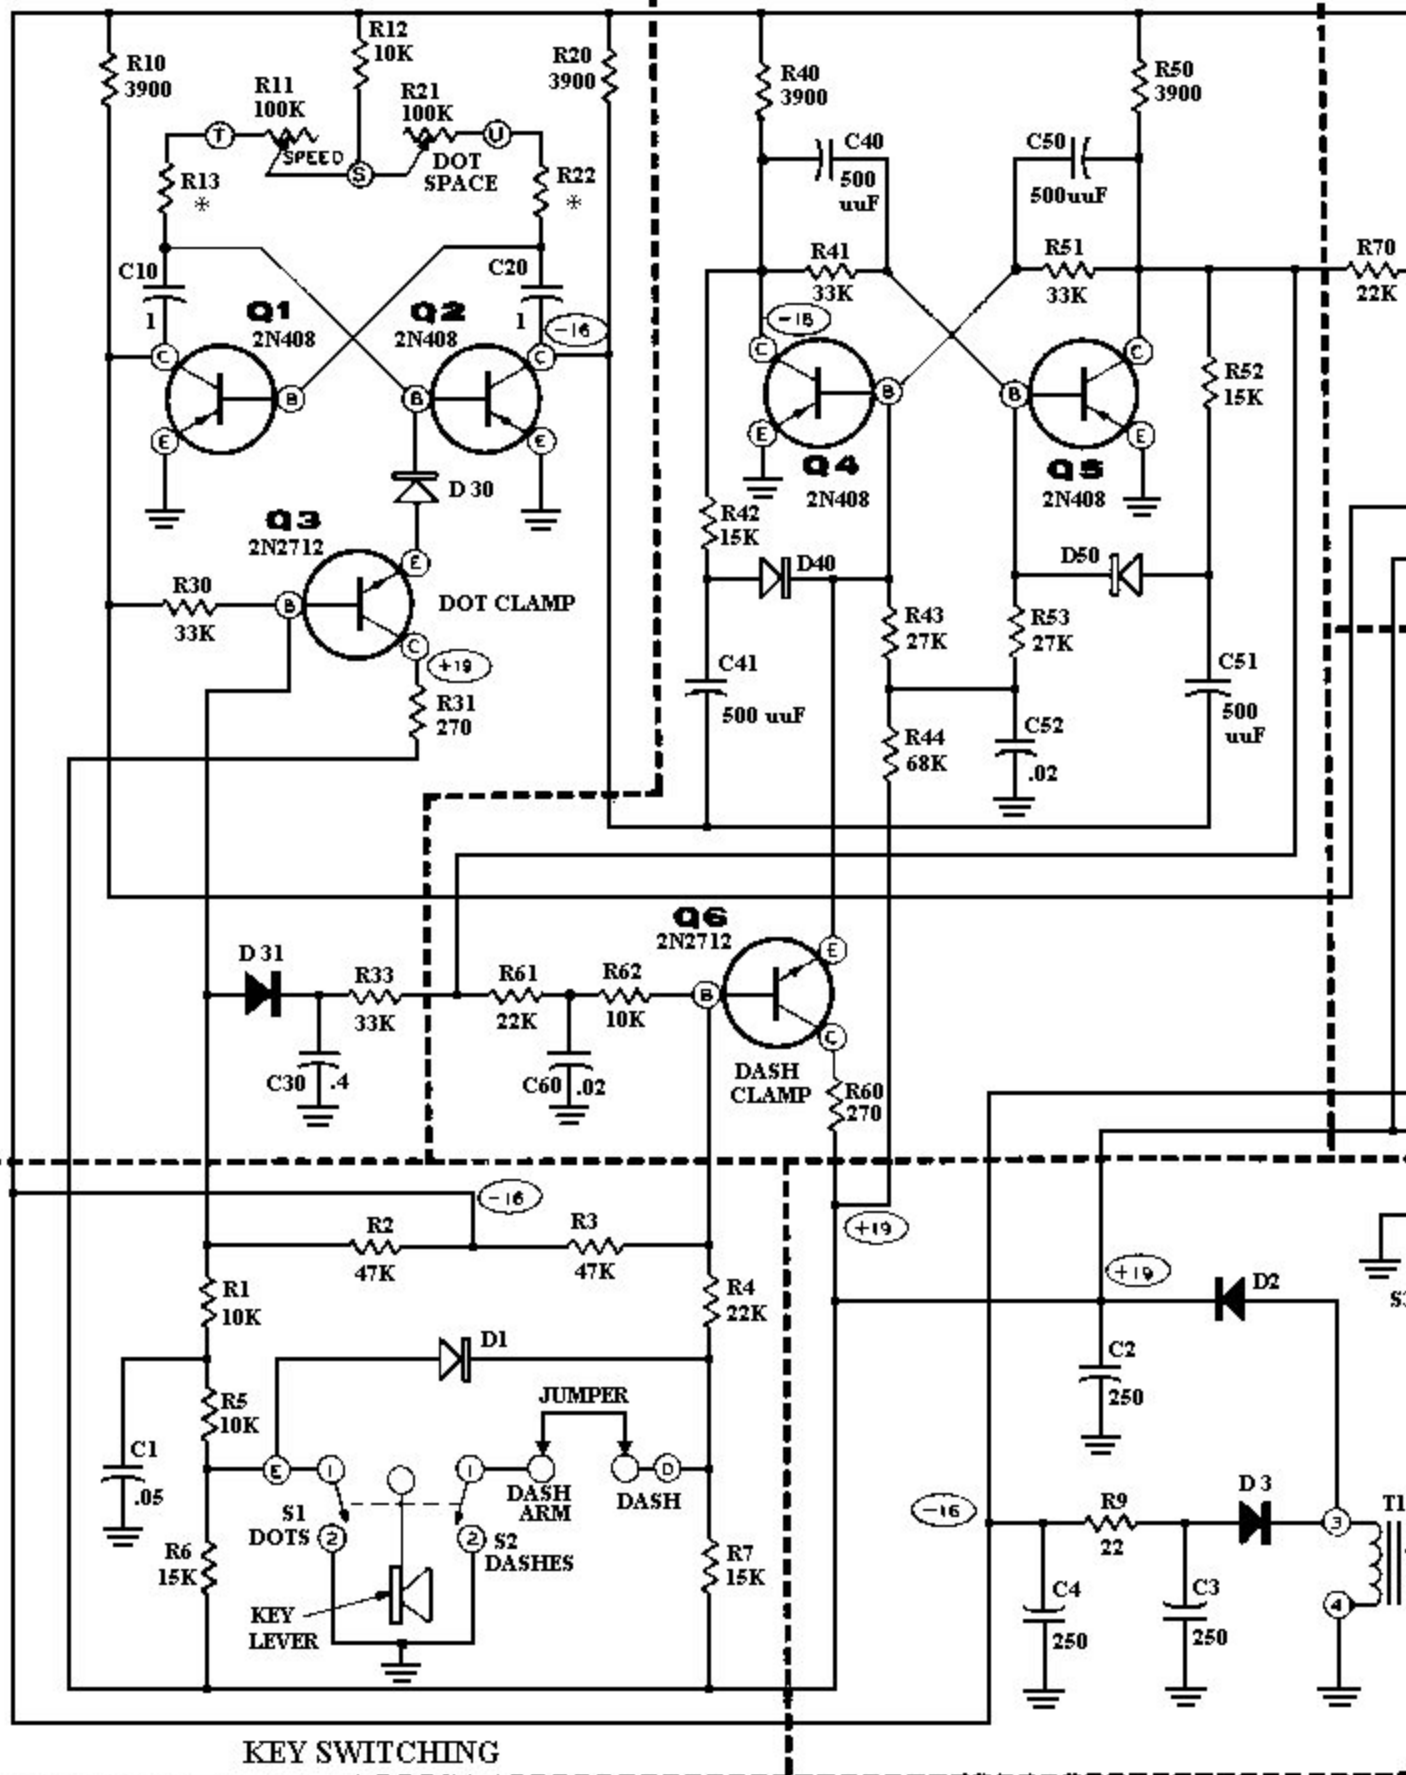 R10
3900
R11
100K
SPEED
R12
10K
R21
100K
DOT
SPACE
R20
3900
R40
3900
R50
3900
T
S
U
R13
*
R22
*
C40
500
uuF
C50
500uuF
C10
1
C20
1
R41
33K
R51
33K
R70
22K
Q1
2N408
Q2
2N408
-16
C
B
E
C
B
E
C
B
E
C
B
E
Q4
2N408
Q5
2N408
R52
15K
D 30
Q3
2N2712
E
B
C
DOT CLAMP
R30
33K
+19
R31
270
R42
15K
D40
D50
R43
27K
R53
27K
C41
500 uuF
C51
500
uuF
R44
68K
C52
.02
Q6
2N2712
E
B
C
DASH
CLAMP
D 31
R33
33K
R61
22K
R62
10K
C30
.4
C60
.02
R60
270
-16
R2
47K
R3
47K
+19
+19
D2
R1
10K
R4
22K
D1
C2
250
R5
10K
JUMPER
C1
.05
E
1
1
D
DASH
ARM
DASH
S1
DOTS
2
2
S2
DASHES
R6
15K
R7
15K
KEY
LEVER
-16
R9
22
D 3
3
T1
C4
250
C3
250
4
KEY SWITCHING